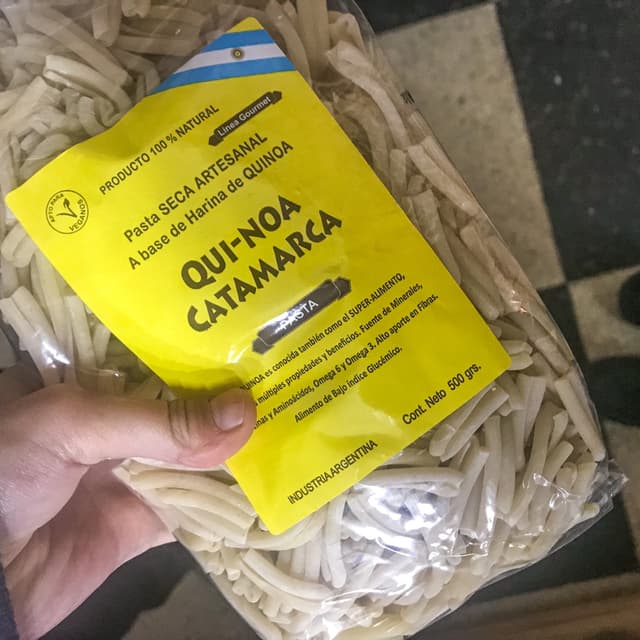 PRODUCTO 100 % NATURAL
Linea Gourmet
APTO PARA
VEGANOS
Pasta SECA ARTESANAL
A base de Harina de QUINOA
QUI-NOA
CATAMARCA
PASTA
QUINOA es conocida también como el SUPER-ALIMENTO,
múltiples propiedades y beneficios. Fuente de Minerales,
y Aminoácidos, Omega 6 y Omega 3. Alto aporte en Fibras.
Alimento de Bajo Indice Glucémico.
Cont. Neto 500 grs.
INDUSTRIA ARGENTINA